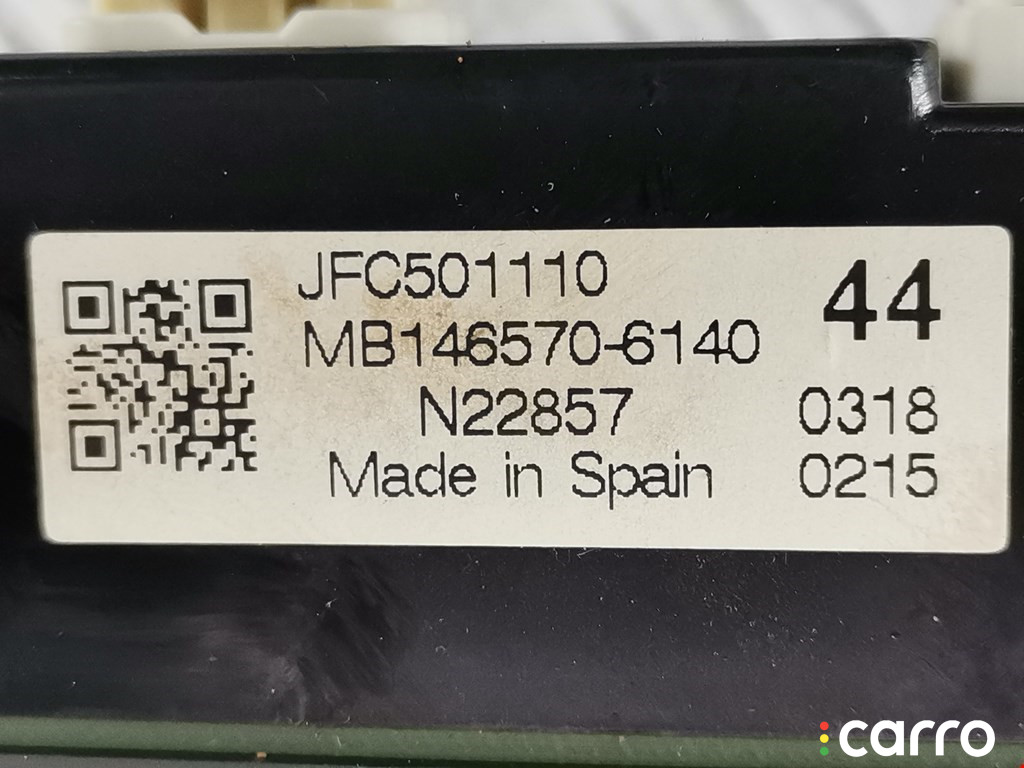 JFC501110
MB146570-6140
44
N22857
0318
Made in Spain
0215
carro